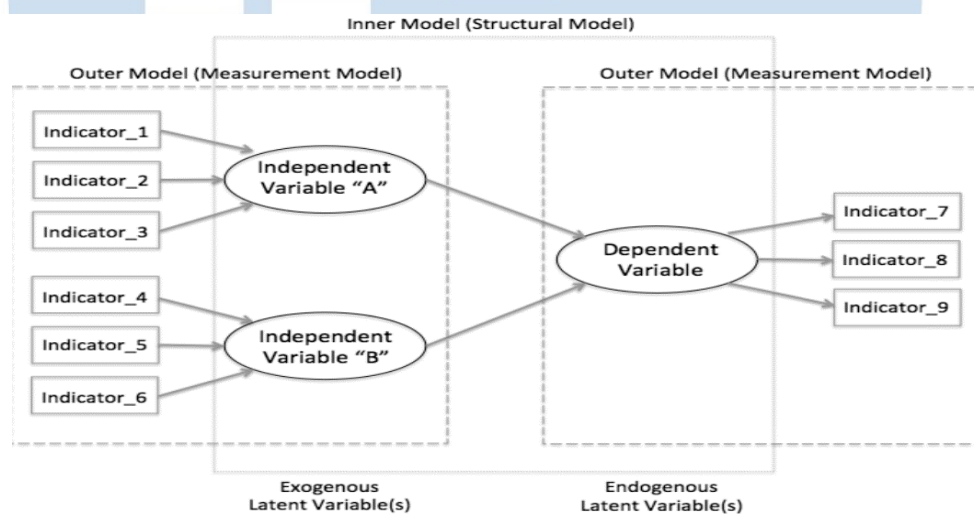 Inner Model (Structural Model)
Outer Model (Measurement Model)
Outer Model (Measurement Model)
Indicator_1
Indicator_2
Indicator_3
Independent
Variable “A”
Indicator_4
Indicator_5
Indicator_6
Independent
Variable “B”
Dependent
Variable
Indicator_7
Indicator_8
Indicator_9
Exogenous
Latent Variable(s)
Endogenous
Latent Variable(s)